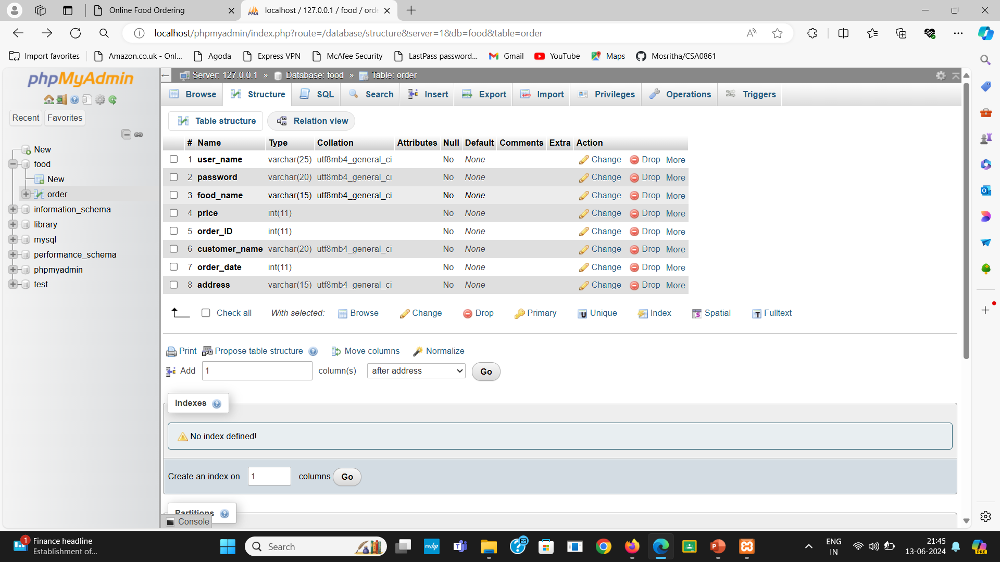 Online Food Ordering
localhost / 127.0.0.1 / food / orde
localhost/phpmyadmin/index.php?route=/database/structure&server=1&db=food&table=order
Import favorites
Amazon.co.uk - Onl...
Agoda
Express VPN
McAfee Security
LastPass password...
Gmail
YouTube
Maps
Mosritha/CSA0861
phpMyAdmin
Recent
Favorites
New
food
New
order
information_schema
library
mysql
performance_schema
phpmyadmin
test
Server: 127.0.0.1 » Database: food » Table: order
Browse Structure SQL Search Insert Export Import Privileges Operations Triggers
Table structure Relation view
# Name Type Collation Attributes Null Default Comments Extra Action
1 user_name varchar(25) utf8mb4_general_ci No None Change Drop More
2 password varchar(20) utf8mb4_general_ci No None Change Drop More
3 food_name varchar(15) utf8mb4_general_ci No None Change Drop More
4 price int(11) No None Change Drop More
5 order_ID int(11) No None Change Drop More
6 customer_name varchar(20) utf8mb4_general_ci No None Change Drop More
7 order_date int(11) No None Change Drop More
8 address varchar(15) utf8mb4_general_ci No None Change Drop More
Check all With selected: Browse Change Drop Primary Unique Index Spatial Fulltext
Print Propose table structure Move columns Normalize
Add 1 column(s) after address Go
Indexes
No index defined!
Create an index on 1 columns Go
Partitions
Console
1
Finance headline
Establishment of...
Search
myhp
ENG
IN
21:45
13-06-2024
PRE